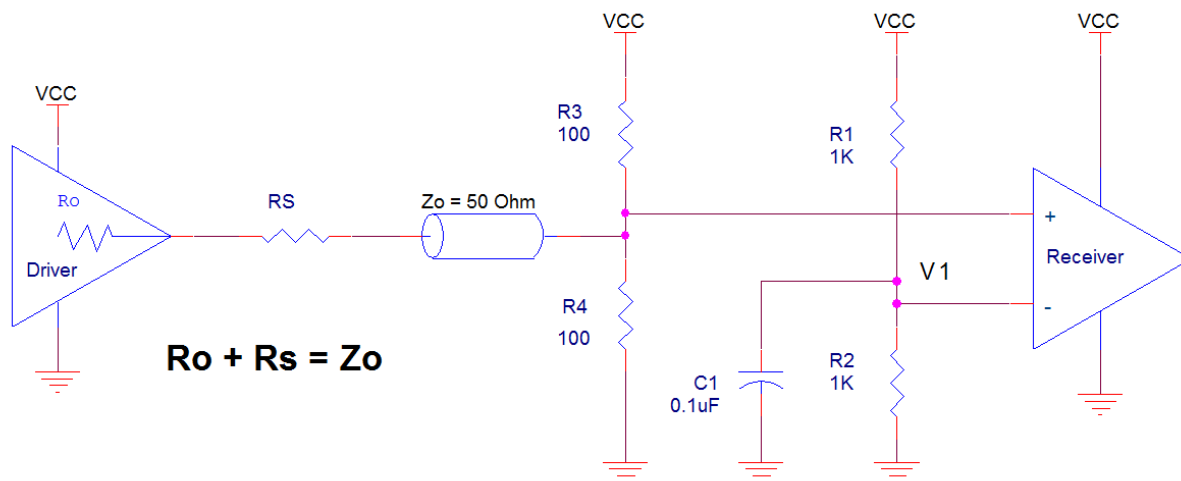 VCC
VCC
VCC
VCC
R3
100
R1
1K
Ro
RS
Zo = 50 Ohm
+
Driver
Receiver
V1
-
R4
100
Ro + Rs = Zo
C1
0.1uF
R2
1K